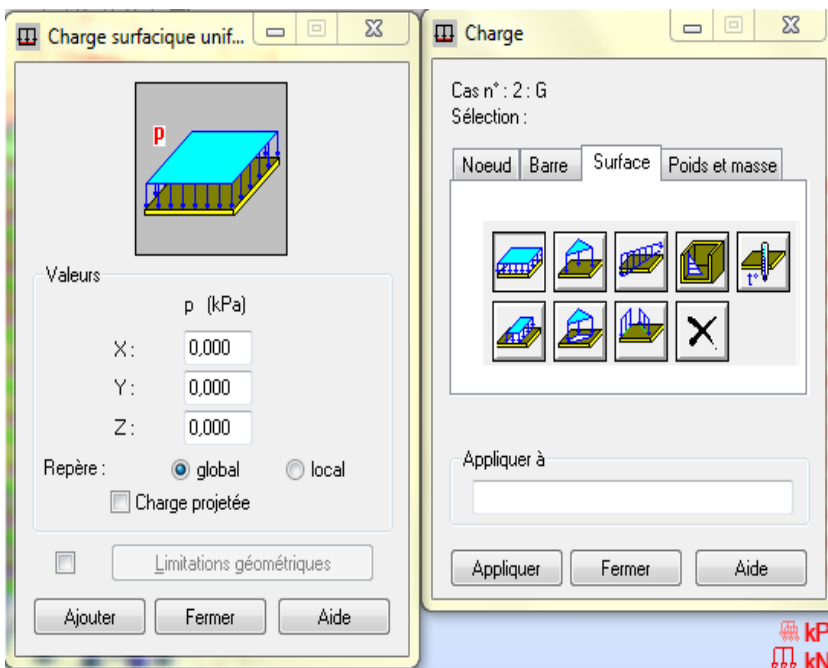 Charge surfacique unif...
p
Valeurs
p (kPa)
X : 0,000
Y : 0,000
Z : 0,000
Repère : global local
Charge projetée
Limitations géométriques
Ajouter Fermer Aide
Charge
Cas n° : 2 : G
Sélection :
Noeud Barre Surface Poids et masse
t°
Appliquer à
Appliquer Fermer Aide
kP
kN